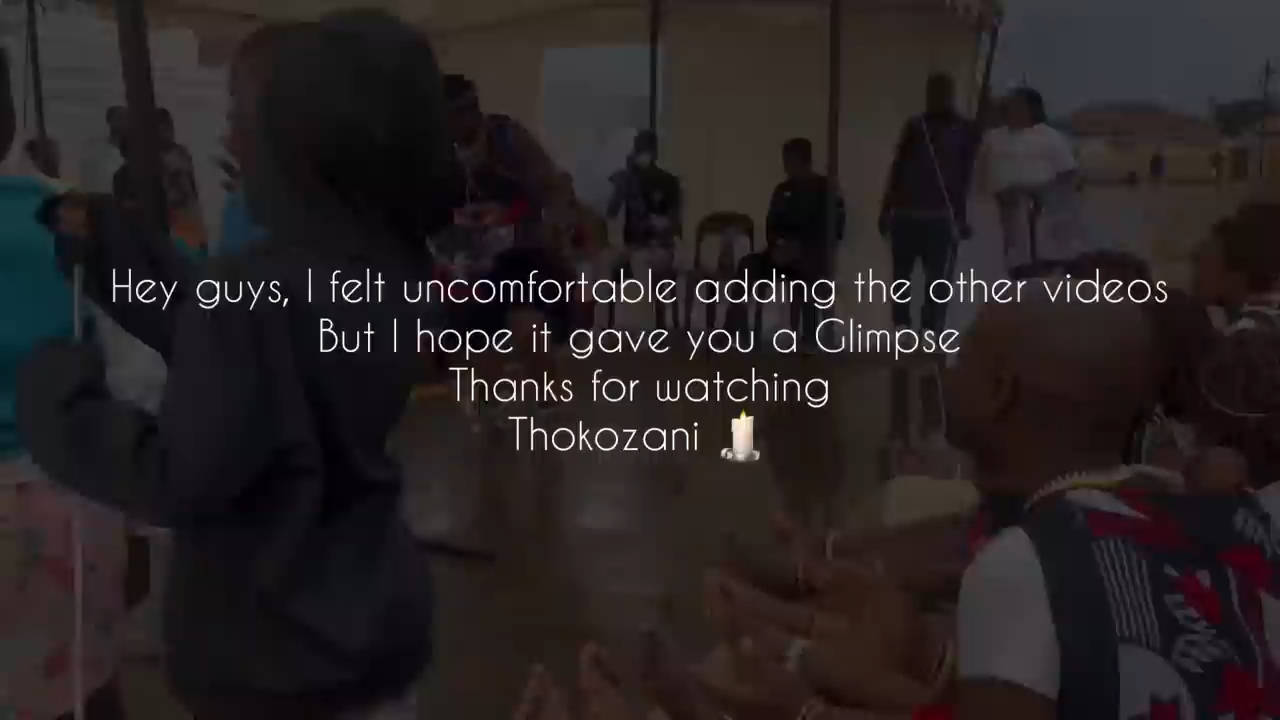 Hey guys, I felt uncomfortable adding the other videos
But I hope it gave you a Glimpse
Thanks for watching
Thokozani 🕯️